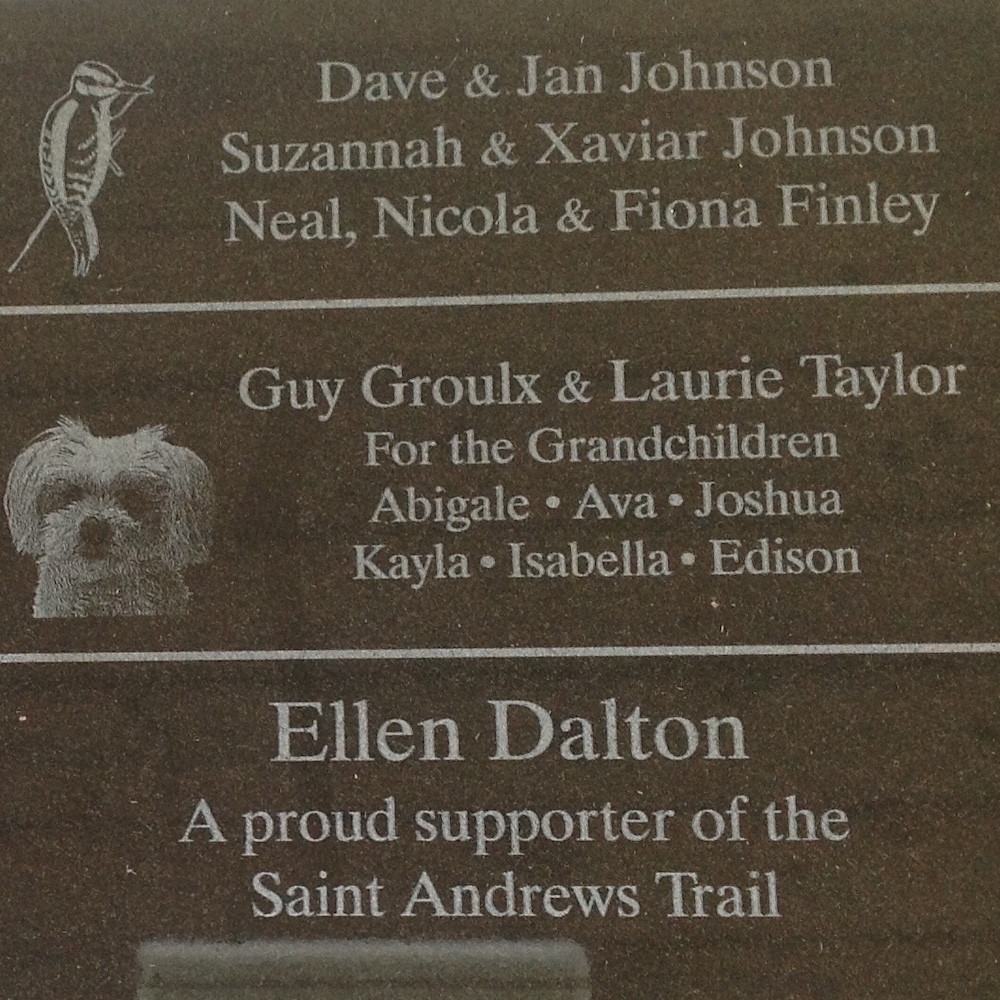 Dave & Jan Johnson
Suzannah & Xaviar Johnson
Neal, Nicola & Fiona Finley
Guy Groulx & Laurie Taylor
For the Grandchildren
Abigale • Ava • Joshua
Kayla • Isabella • Edison
Ellen Dalton
A proud supporter of the
Saint Andrews Trail